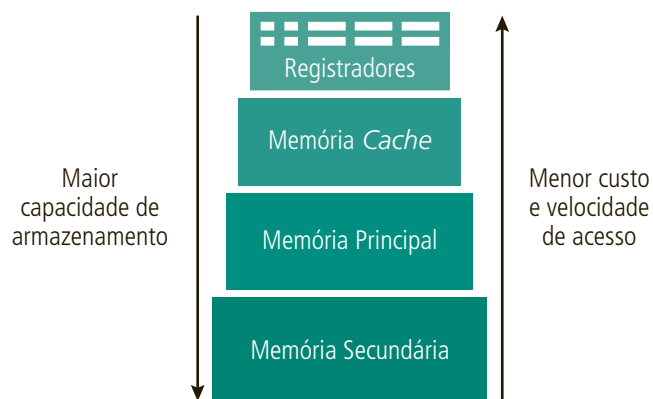 Registradores
Memória Cache
Maior
capacidade de
armazenamento
Menor custo
e velocidade
de acesso
Memória Principal
Memória Secundária